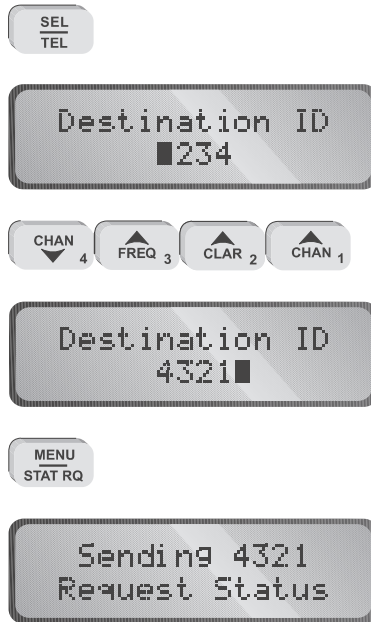 SEL
TEL
Destination ID
█234
CHAN 4 FREQ 3 CLAR 2 CHAN 1
Destination ID
4321█
MENU
STAT RQ
Sending 4321
Request Status